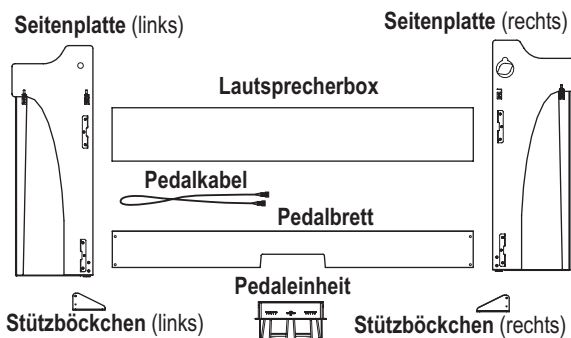 Seitenplatte (links)
Seitenplatte (rechts)
Lautsprecherbox
Pedalkabel
Pedalbrett
Pedaleinheit
Stützböckchen (links)
Stützböckchen (rechts)